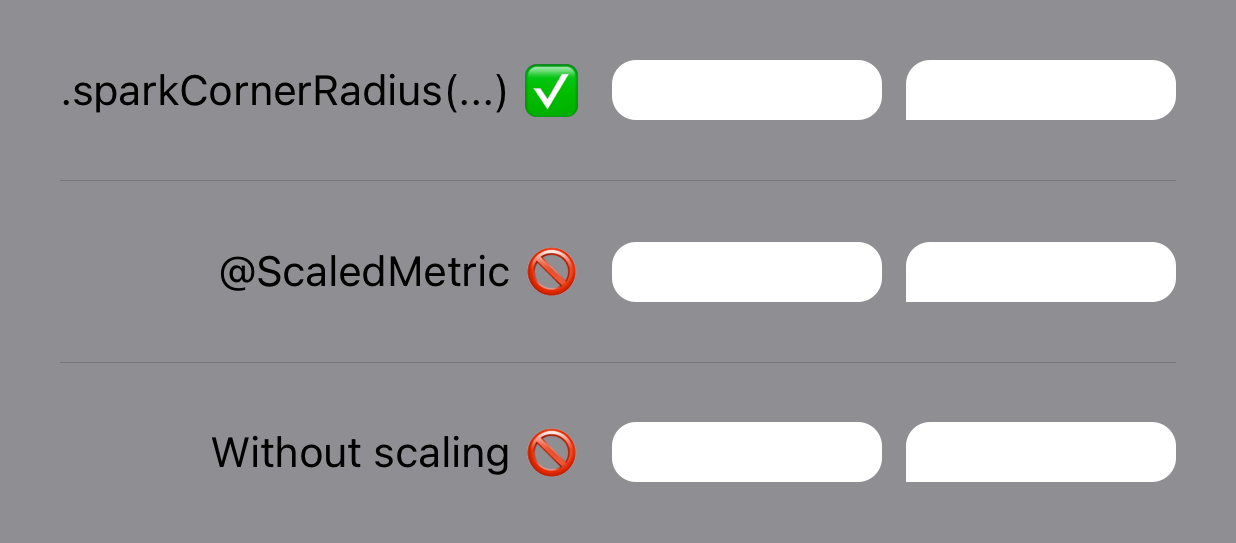 .sparkCornerRadius(...) ✅
@ScaledMetric 🚫
Without scaling 🚫